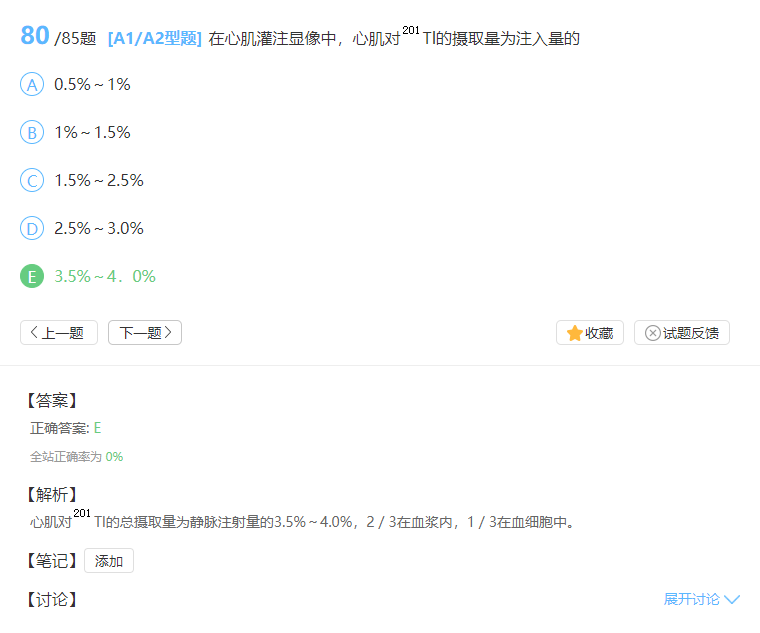 80 /85题 [A1/A2型题] 在心肌灌注显像中，心肌对²⁰¹Tl的摄取量为注入量的
A 0.5%～1%
B 1%～1.5%
C 1.5%～2.5%
D 2.5%～3.0%
E 3.5%～4．0%
上一题 下一题 收藏 试题反馈
【答案】
正确答案: E
全站正确率为 0%
【解析】
心肌对²⁰¹Tl的总摄取量为静脉注射量的3.5%～4.0%，2 / 3在血浆内，1 / 3在血细胞中。
【笔记】 添加
【讨论】 展开讨论